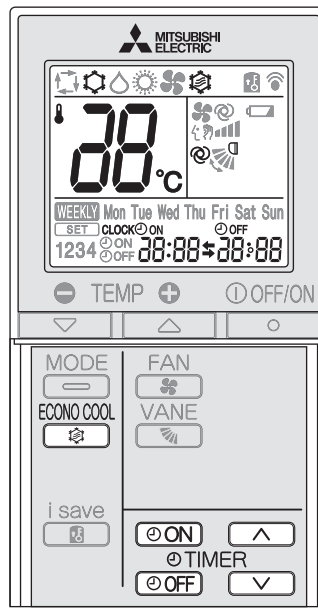 MITSUBISHI
ELECTRIC
88°C
WEEKLY Mon Tue Wed Thu Fri Sat Sun
SET CLOCK ON OFF
1234 ON OFF 88:88 88:88
TEMP OFF/ON
MODE FAN
ECONO COOL VANE
i save
ON
TIMER
OFF